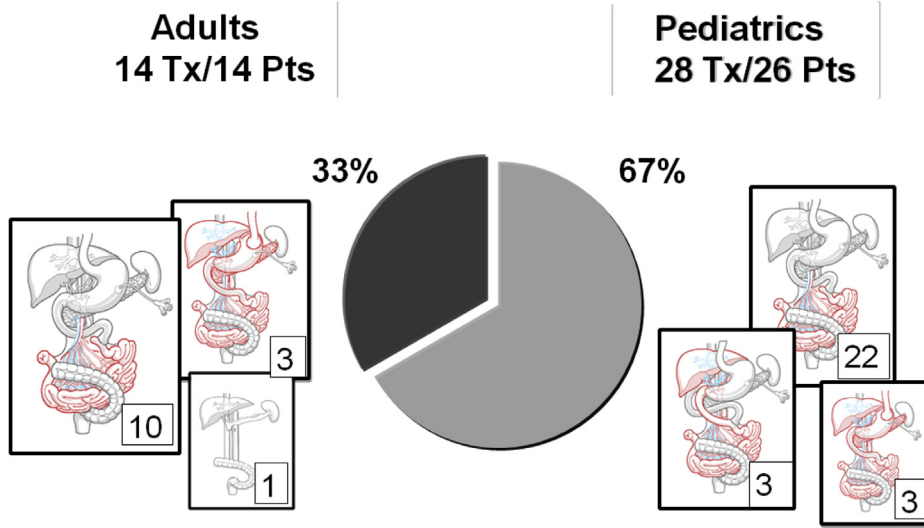 Adults
14 Tx/14 Pts
Pediatrics
28 Tx/26 Pts
33%
67%
10
3
1
22
3
3